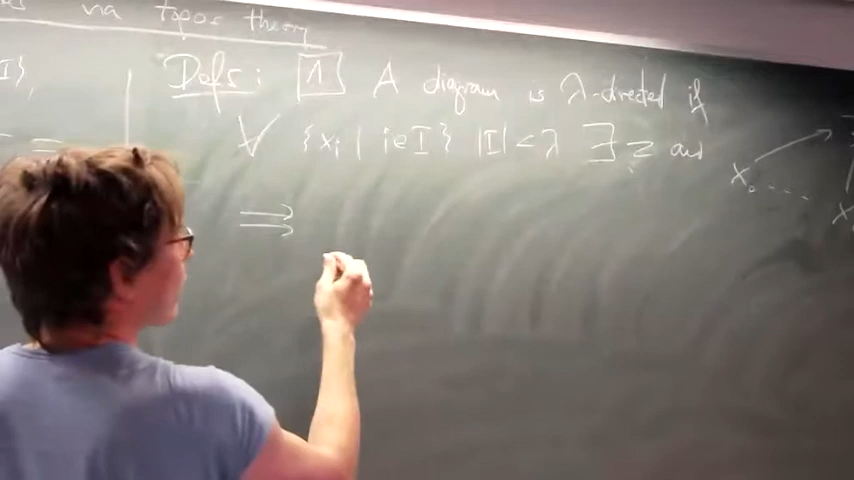 via topos theory
Defs: 1 A diagram is λ-directed if
I},
∀ {xᵢ | i∈I} |I|<λ ∃ z and
x₀ ....
⇒